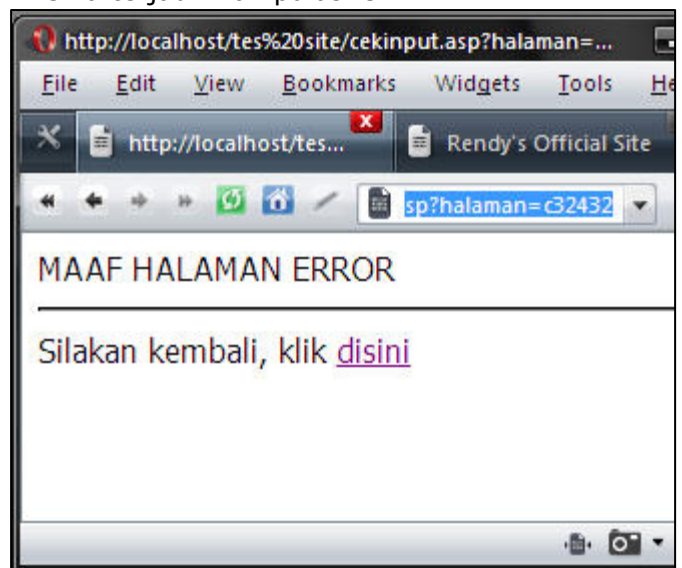 http://localhost/tes%20site/cekinput.asp?halaman=...
File Edit View Bookmarks Widgets Tools He
http://localhost/tes... Rendy's Official Site
sp?halaman=c32432
MAAF HALAMAN ERROR
Silakan kembali, klik disini